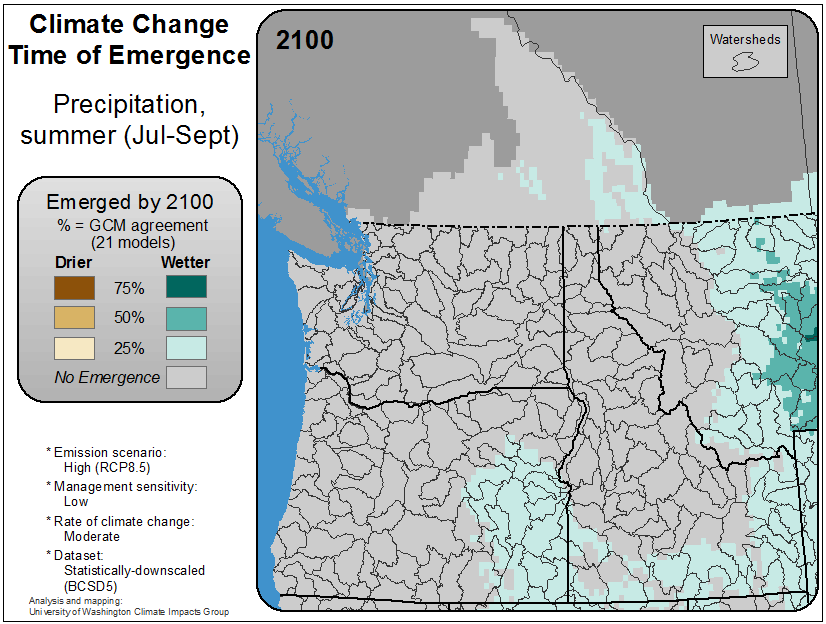 Climate Change
Time of Emergence
Precipitation,
summer (Jul-Sept)
Emerged by 2100
% = GCM agreement
(21 models)
Drier Wetter
75%
50%
25%
No Emergence
* Emission scenario:
High (RCP8.5)
* Management sensitivity:
Low
* Rate of climate change:
Moderate
* Dataset:
Statistically-downscaled
(BCSD5)
Analysis and mapping:
University of Washington Climate Impacts Group
2100
Watersheds